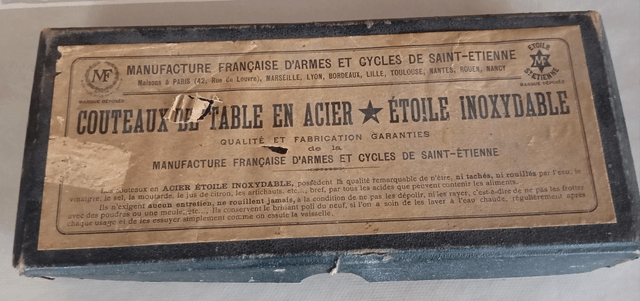 MF
MARQUE DÉPOSÉE
MANUFACTURE FRANÇAISE D'ARMES ET CYCLES DE SAINT-ETIENNE
Maisons à PARIS (42, Rue du Louvre), MARSEILLE, LYON, BORDEAUX, LILLE, TOULOUSE, NANTES, ROUEN, NANCY
ÉTOILE
MF
ST ETIENNE
MARQUE DÉPOSÉE
COUTEAUX DE TABLE EN ACIER ★ ÉTOILE INOXYDABLE
QUALITÉ ET FABRICATION GARANTIES
de la
MANUFACTURE FRANÇAISE D'ARMES ET CYCLES DE SAINT-ÉTIENNE
couteaux en ACIER ÉTOILE INOXYDABLE, possèdent la qualité remarquable de n'être, ni tachés, ni rouillés par l'eau, le
vinaigre, le sel, la moutarde, le jus de citron, les artichauts, etc..., bref, par tous les acides que peuvent contenir les aliments.
Ils n'exigent aucun entretien, ne rouillent jamais, à la condition de ne pas les dépolir, ni les rayer, c'est-à-dire de ne pas les frotter
avec des poudres ou une meule, etc... Ils conservent le brillant poli du neuf, si l'on a soin de les laver à l'eau chaude, régulièrement après
chaque usage et de les essuyer simplement comme on essuie la vaisselle.